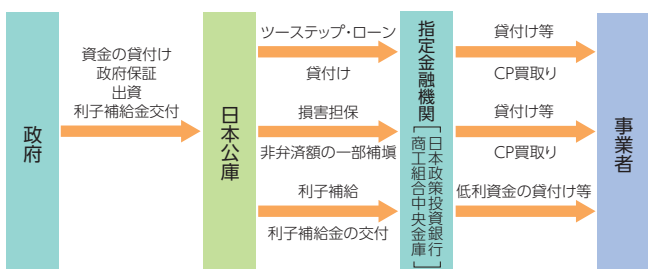 政府
資金の貸付け
政府保証
出資
利子補給金交付
日本公庫
ツーステップ・ローン
貸付け
損害担保
非弁済額の一部補塡
利子補給
利子補給金の交付
指定金融機関
[日本政策投資銀行
商工組合中央金庫]
貸付け等
CP買取り
貸付け等
CP買取り
低利資金の貸付け等
事業者